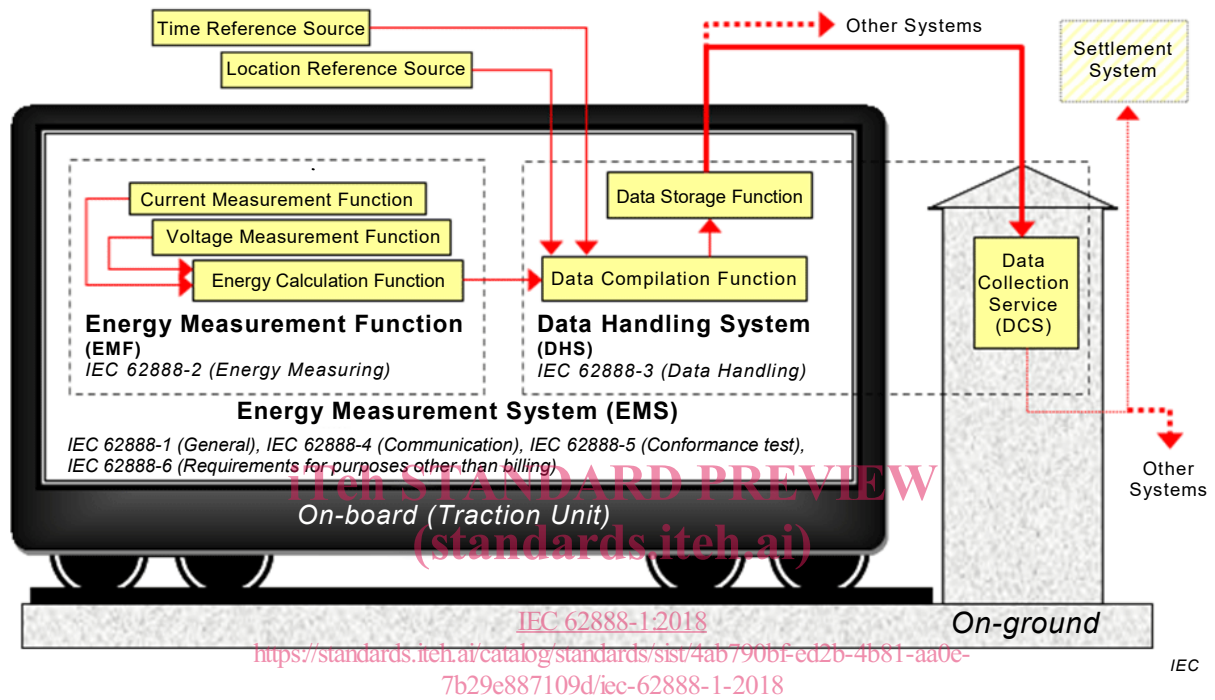 Time Reference Source
Location Reference Source
Other Systems
Settlement
System
Current Measurement Function
Voltage Measurement Function
Energy Calculation Function
Data Storage Function
Data Compilation Function
Data
Collection
Service
(DCS)
Energy Measurement Function
(EMF)
IEC 62888-2 (Energy Measuring)
Data Handling System
(DHS)
IEC 62888-3 (Data Handling)
Energy Measurement System (EMS)
IEC 62888-1 (General), IEC 62888-4 (Communication), IEC 62888-5 (Conformance test),
IEC 62888-6 (Requirements for purposes other than billing)
Other
Systems
iTeh STANDARD PREVIEW
On-board (Traction Unit)
(standards.iteh.ai)
On-ground
IEC 62888-1:2018
https://standards.iteh.ai/catalog/standards/sist/4ab790bf-ed2b-4b81-aa0e-
7b29e887109d/iec-62888-1-2018
IEC